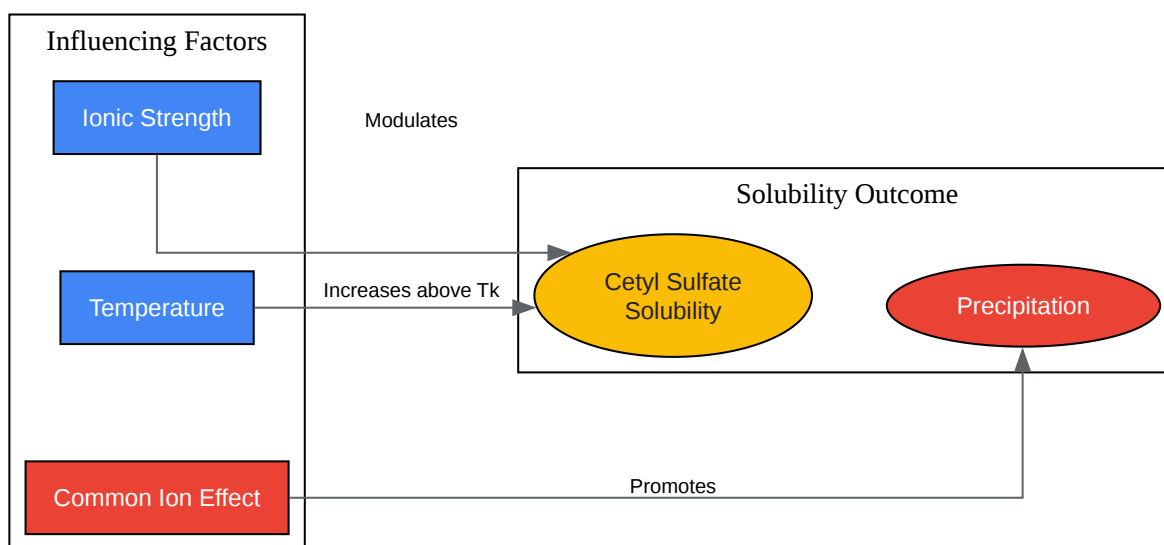 Influencing Factors
Ionic Strength
Modulates
Solubility Outcome
Cetyl Sulfate
Solubility
Temperature
Increases above Tk
Precipitation
Common Ion Effect
Promotes